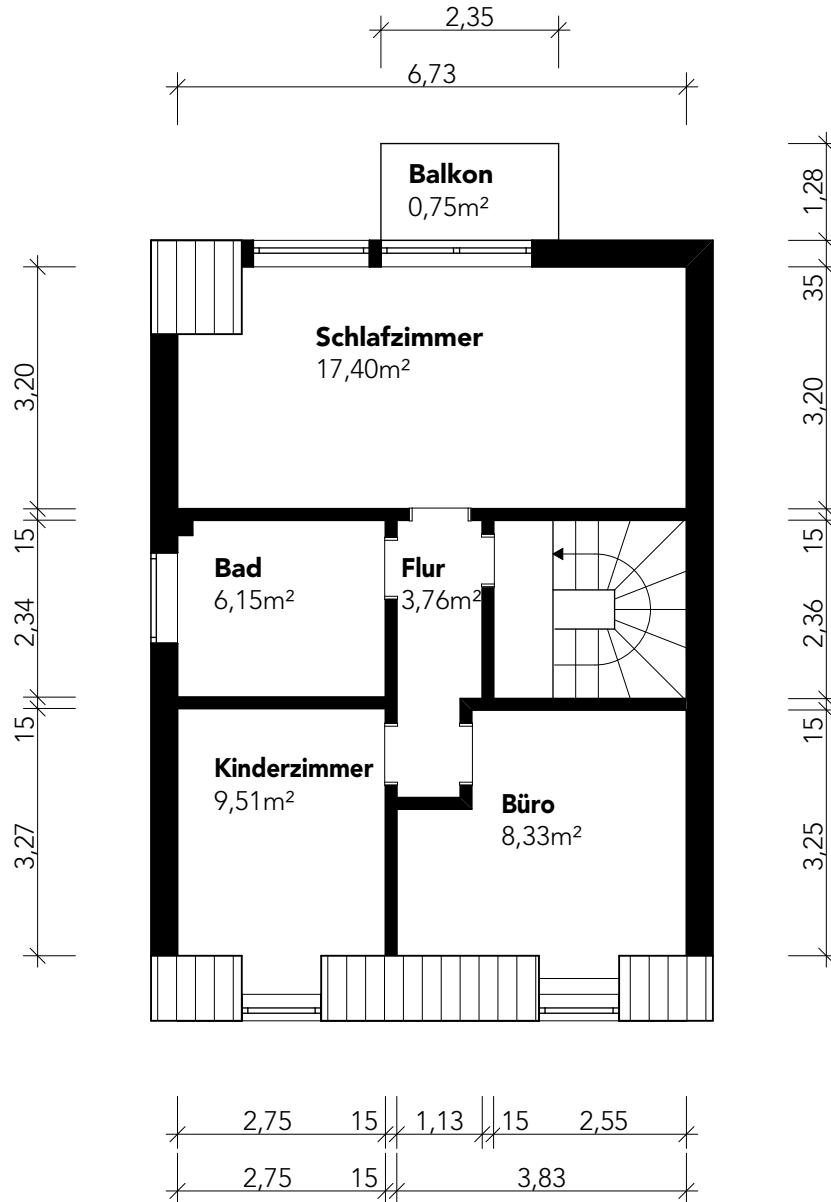 2,35
6,73
Balkon
0,75m²
1,28
35
Schlafzimmer
17,40m²
3,20
3,20
15
15
Bad
6,15m²
Flur
3,76m²
2,34
2,36
15
15
Kinderzimmer
9,51m²
Büro
8,33m²
3,27
3,25
2,75 15 1,13 15 2,55
2,75 15 3,83